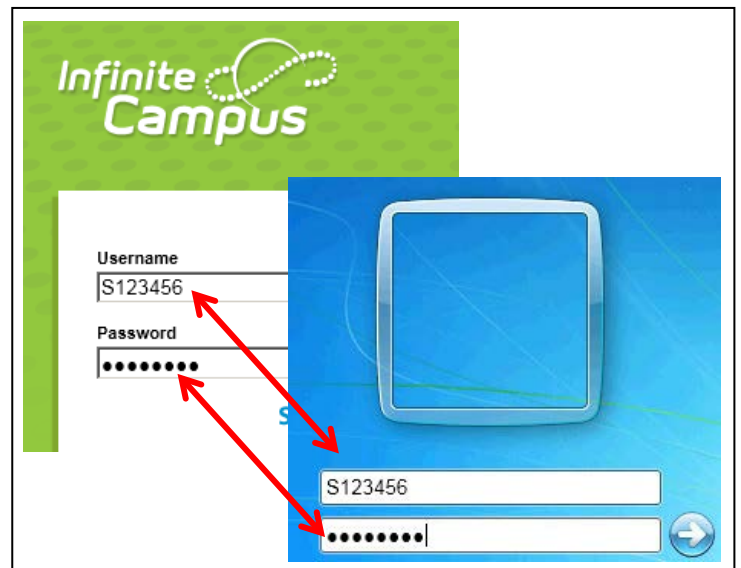 Infinite
Campus
Username
S123456
Password
••••••••
S
S123456
••••••••